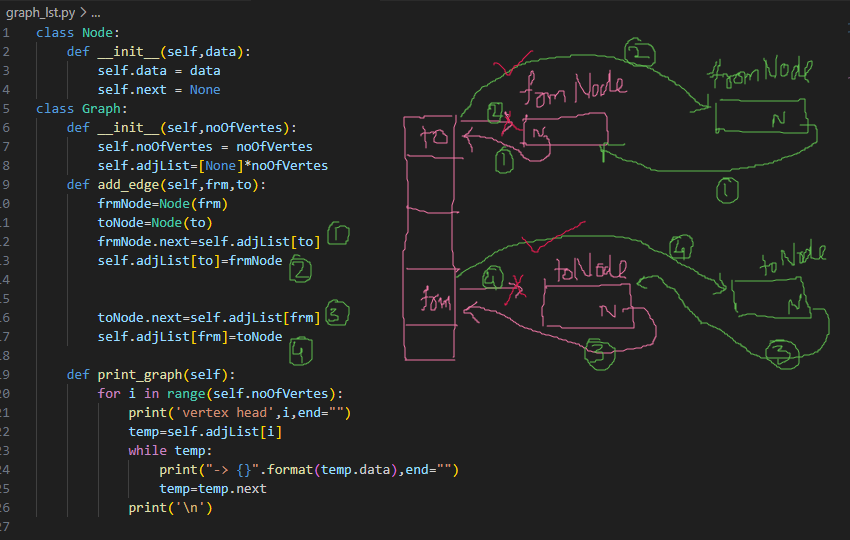 graph_lst.py > ...
1 class Node:
2 def __init__(self,data):
3 self.data = data
4 self.next = None
5 class Graph:
6 def __init__(self,noOfVertes):
7 self.noOfVertes = noOfVertes
8 self.adjList=[None]*noOfVertes
9 def add_edge(self,frm,to):
10 frmNode=Node(frm)
11 toNode=Node(to)
12 frmNode.next=self.adjList[to] 1
13 self.adjList[to]=frmNode 2
14
15
16 toNode.next=self.adjList[frm] 3
17 self.adjList[frm]=toNode 4
18
19 def print_graph(self):
20 for i in range(self.noOfVertes):
21 print('vertex head',i,end="")
22 temp=self.adjList[i]
23 while temp:
24 print("-> {}".format(temp.data),end="")
25 temp=temp.next
26 print('\n')
27
2
fromNode
N
1
fomNode
2
to
N
1
4
toNode
N
3
toNode
4
fom
N
3